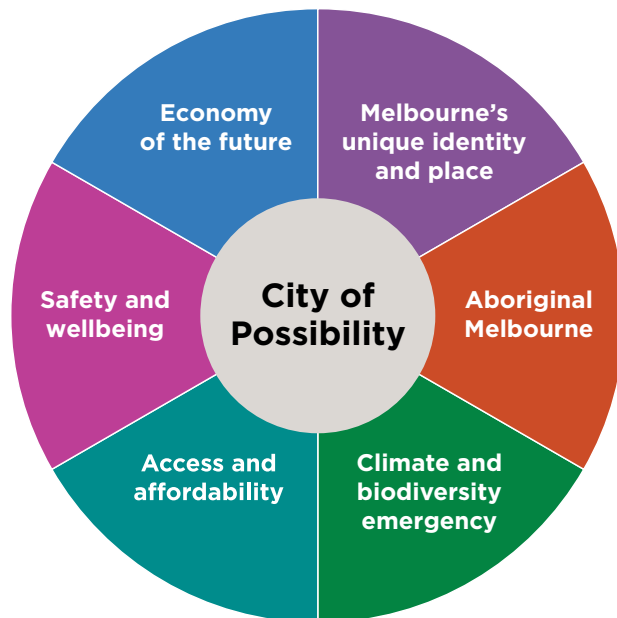 Economy
of the future
Melbourne’s
unique identity
and place
Safety and
wellbeing
City of
Possibility
Aboriginal
Melbourne
Access and
affordability
Climate and
biodiversity
emergency